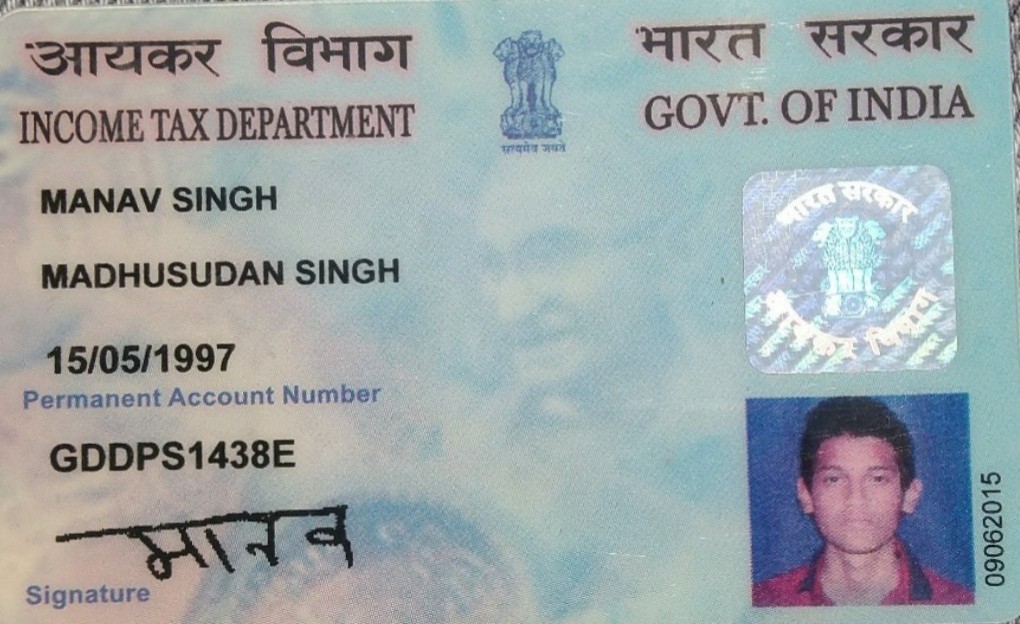 आयकर विभाग
INCOME TAX DEPARTMENT
सत्यमेव जयते
भारत सरकार
GOVT. OF INDIA
MANAV SINGH
MADHUSUDAN SINGH
15/05/1997
Permanent Account Number
GDDPS1438E
मानव
Signature
भारत सरकार
आयकर विभाग
09062015